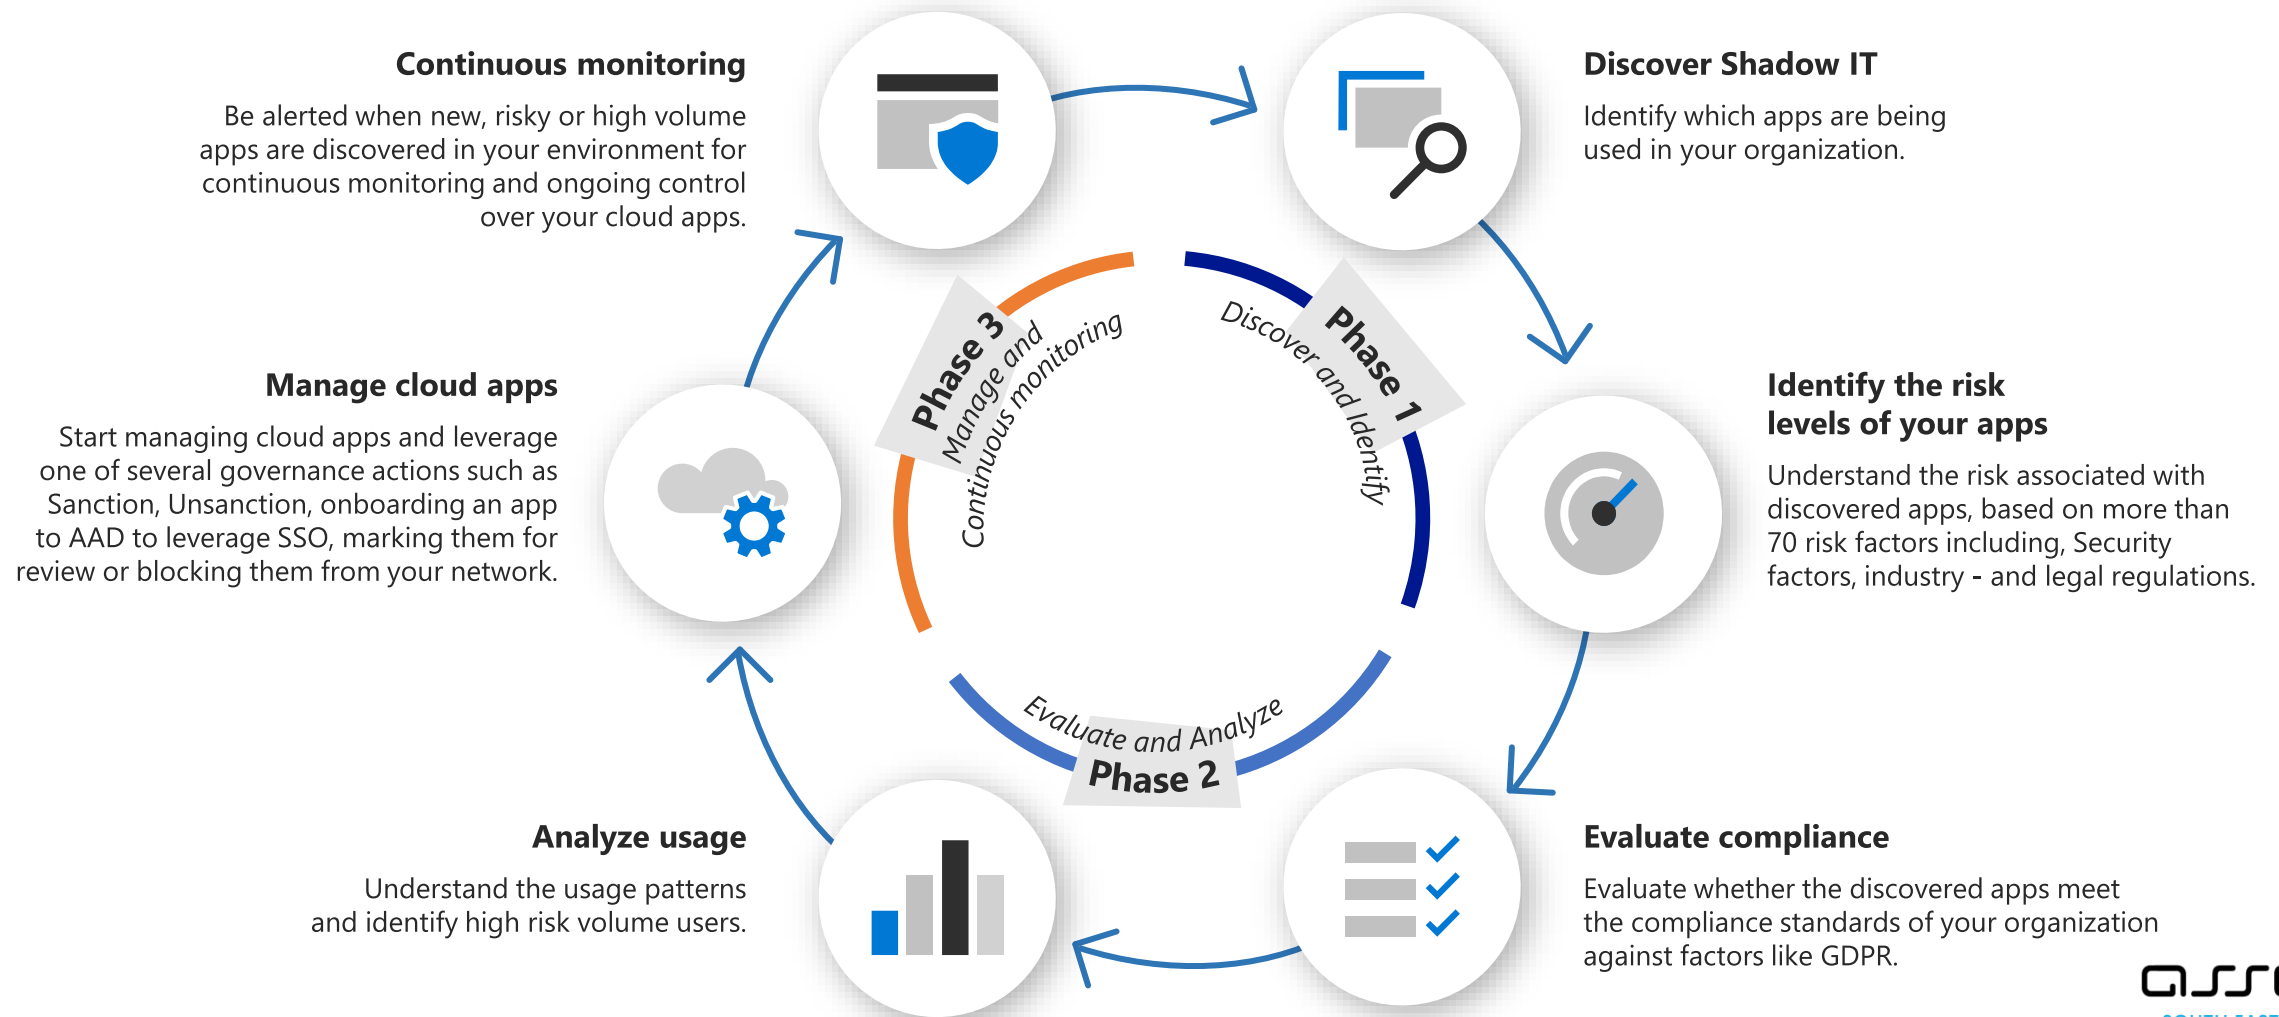 Continuous monitoring
Be alerted when new, risky or high volume
apps are discovered in your environment for
continuous monitoring and ongoing control
over your cloud apps.
Discover Shadow IT
Identify which apps are being
used in your organization.
Phase 3
Manage and
Continuous monitoring
Phase 1
Discover and Identify
Manage cloud apps
Start managing cloud apps and leverage
one of several governance actions such as
Sanction, Unsanction, onboarding an app
to AAD to leverage SSO, marking them for
review or blocking them from your network.
Identify the risk
levels of your apps
Understand the risk associated with
discovered apps, based on more than
70 risk factors including, Security
factors, industry - and legal regulations.
Evaluate and Analyze
Phase 2
Analyze usage
Understand the usage patterns
and identify high risk volume users.
Evaluate compliance
Evaluate whether the discovered apps meet
the compliance standards of your organization
against factors like GDPR.